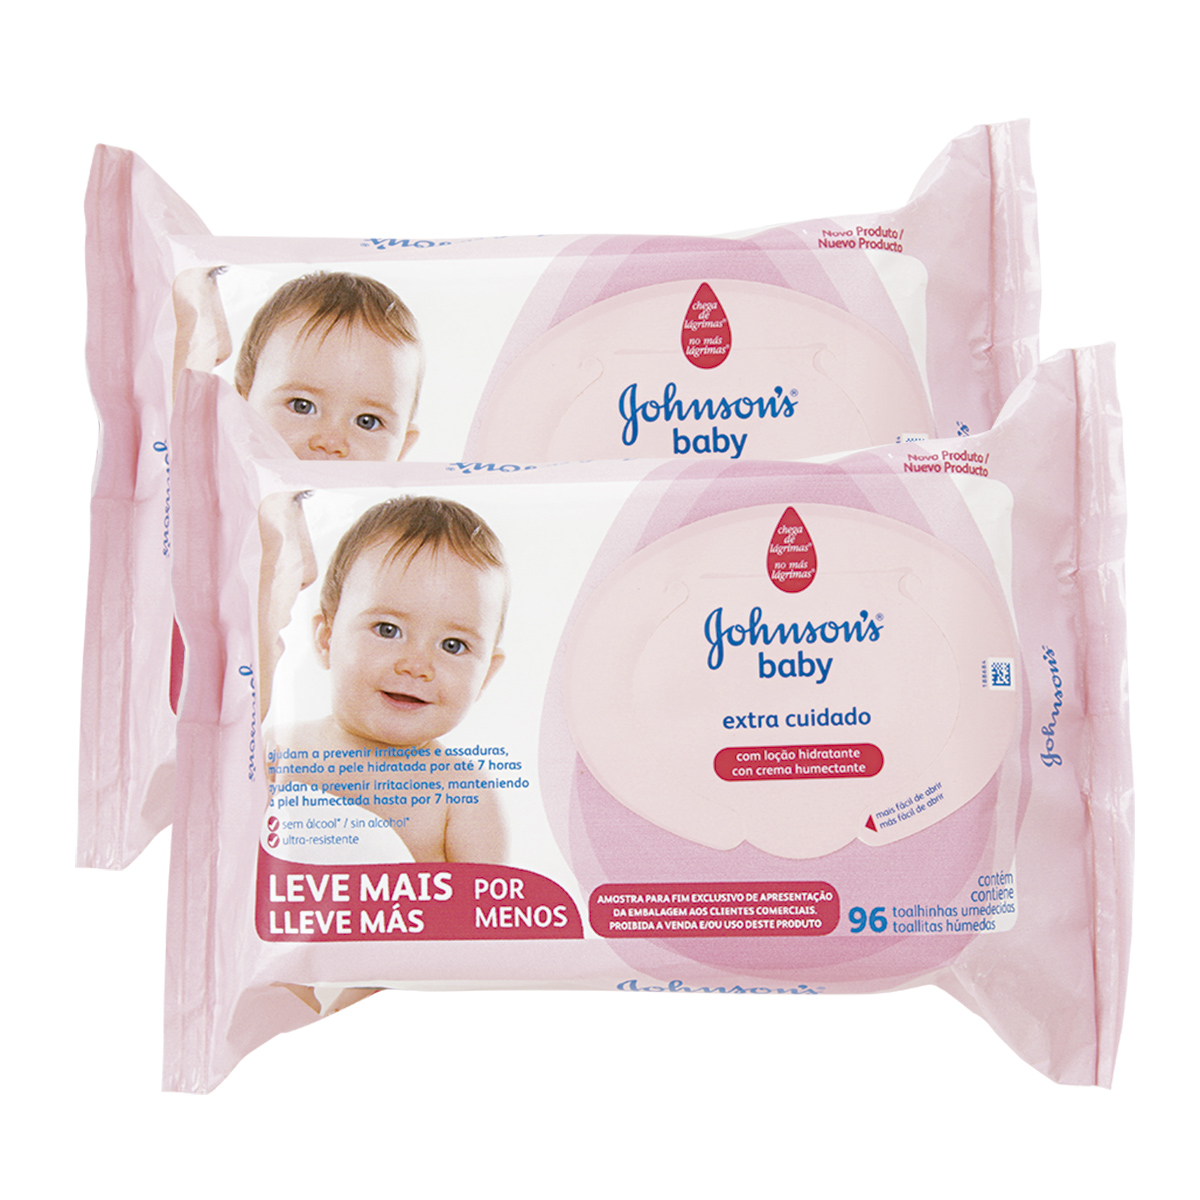 Novo Produto /
Nuevo Producto
chega
de
lágrimas®
no más
lágrimas®
Johnson's®
baby
Johnson's
Novo Produto /
Nuevo Producto
chega
de
lágrimas®
no más
lágrimas®
Johnson's®
baby
extra cuidado
com loção hidratante
con crema humectante
mais fácil de abrir
más fácil de abrir
188684
Johnson's
Johnson's
ajudam a prevenir irritações e assaduras,
mantendo a pele hidratada por até 7 horas
ayudan a prevenir irritaciones, manteniendo
a piel humectada hasta por 7 horas
sem álcool* / sin alcohol*
ultra-resistente
LEVE MAIS
LLEVE MÁS
POR
MENOS
AMOSTRA PARA FIM EXCLUSIVO DE APRESENTAÇÃO
DA EMBALAGEM AOS CLIENTES COMERCIAIS.
PROIBIDA A VENDA E/OU USO DESTE PRODUTO
contém
contiene
96 toalhinhas umedecidas
toallitas húmedas
Johnson's